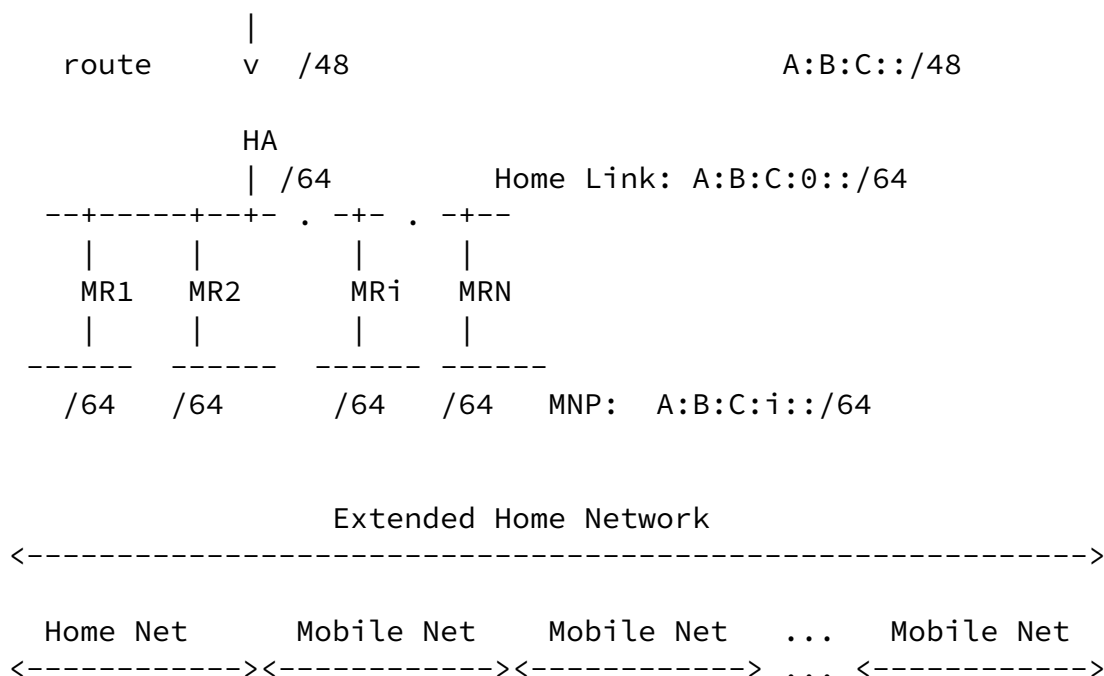 |
route v /48 A:B:C::/48
HA
| /64 Home Link: A:B:C:0::/64
--+-----+--+- . -+- . -+--
| | | |
MR1 MR2 MRi MRN
| | | |
------ ------ ------ ------
/64 /64 /64 /64 MNP: A:B:C:i::/64
Extended Home Network
<----------------------------------------------------------->
Home Net Mobile Net Mobile Net ... Mobile Net
<------------><------------><------------> ... <------------>